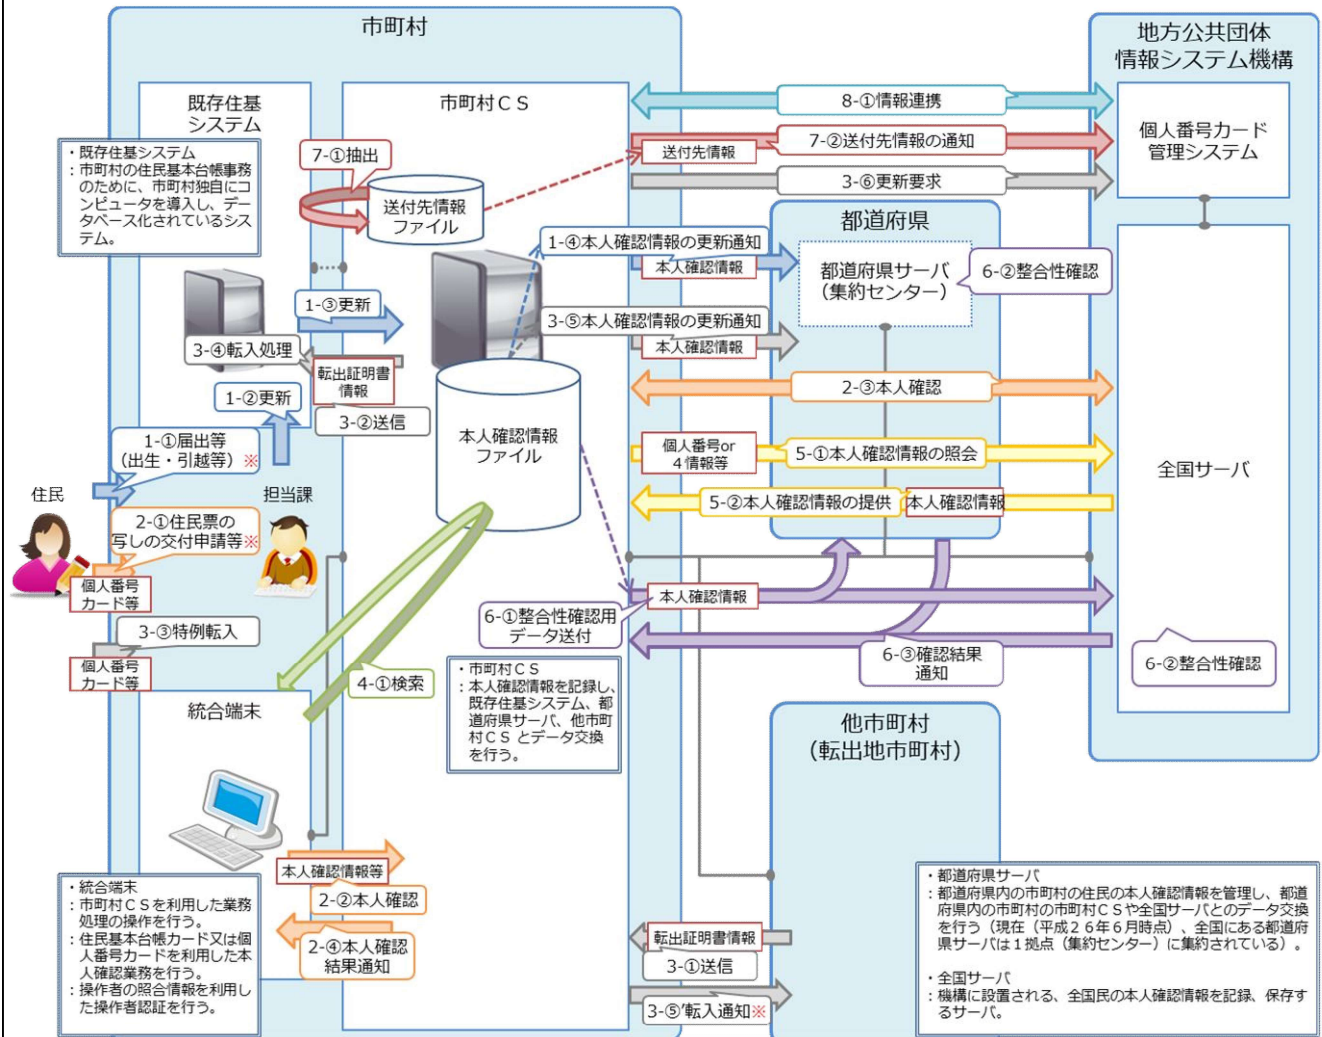 市町村
地方公共団体
情報システム機構
既存住基
システム
市町村ＣＳ
8-①情報連携
個人番号カード
管理システム
・既存住基システム
：市町村の住民基本台帳事務
のために、市町村独自にコ
ンピュータを導入し、デー
タベース化されているシス
テム。
7-①抽出
送付先情報
ファイル
送付先情報
7-②送付先情報の通知
3-⑥更新要求
都道府県
1-④本人確認情報の更新通知
本人確認情報
都道府県サーバ
（集約センター）
6-②整合性確認
1-③更新
3-⑤本人確認情報の更新通知
本人確認情報
3-④転入処理
転出証明書
情報
3-②送信
1-②更新
2-③本人確認
1-①届出等
（出生・引越等）※
本人確認情報
ファイル
個人番号or
４情報等
5-①本人確認情報の照会
全国サーバ
住民
担当課
5-②本人確認情報の提供
本人確認情報
2-①住民票の
写しの交付申請等※
個人番号
カード等
6-①整合性確認用
データ送付
本人確認情報
3-③特例転入
個人番号
カード等
6-③確認結果
通知
6-②整合性確認
4-①検索
・市町村ＣＳ
：本人確認情報を記録し、
既存住基システム、都
道府県サーバ、他市町
村ＣＳ とデータ交換
を行う。
統合端末
他市町村
（転出地市町村）
本人確認情報等
2-②本人確認
2-④本人確認
結果通知
・統合端末
：市町村ＣＳを利用した業務
処理の操作を行う。
：住民基本台帳カード又は個
人番号カードを利用した本
人確認業務を行う。
：操作者の照合情報を利用し
た操作者認証を行う。
転出証明書情報
3-①送信
3-⑤’転入通知※
・都道府県サーバ
：都道府県内の市町村の住民の本人確認情報を管理し、都道
府県内の市町村の市町村ＣＳや全国サーバとのデータ交換
を行う（現在（平成２６年６月時点）、全国にある都道府
県サーバは１拠点（集約センター）に集約されている）。
・全国サーバ
：機構に設置される、全国民の本人確認情報を記録、保存す
るサーバ。